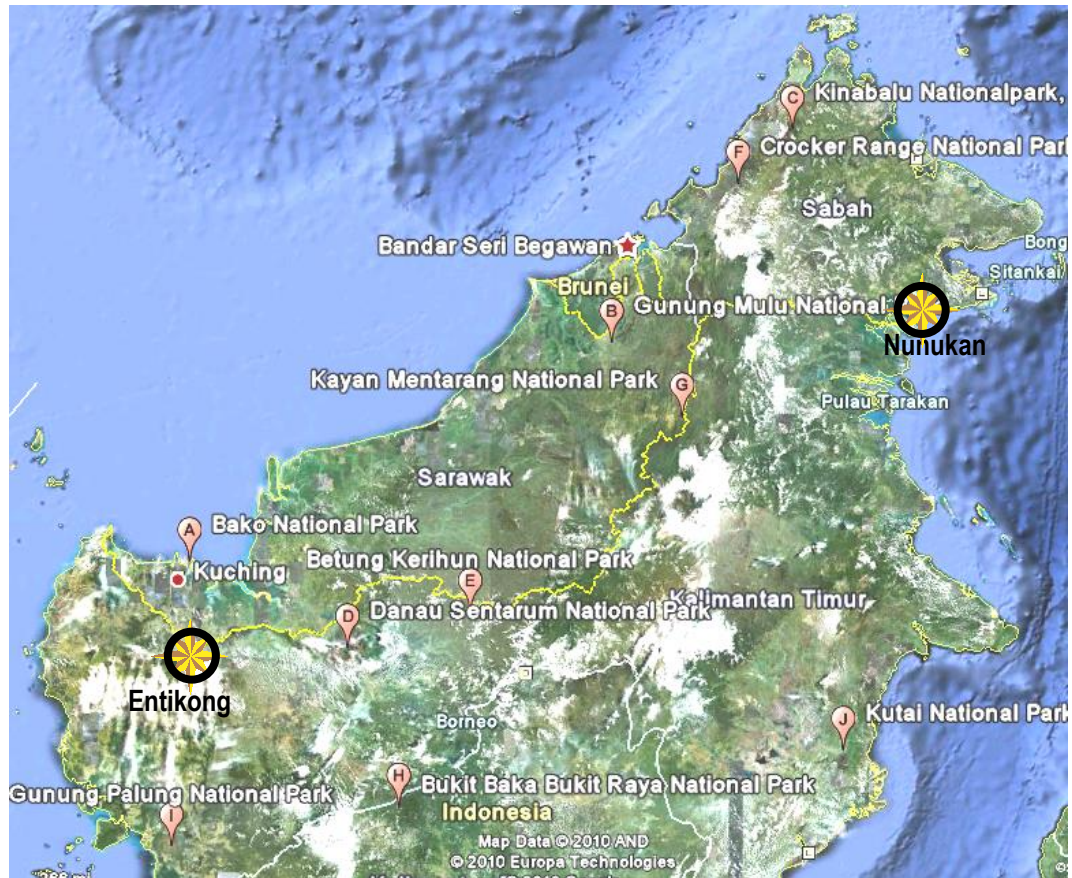 C
Kinabalu Nationalpark,
F
Crocker Range National Park
Sabah
Bandar Seri Begawan
Bong
Sitankai
L
Brunei
B
Gunung Mulu National
Nunukan
Kayan Mentarang National Park
G
Pulau Tarakan
Sarawak
A
Bako National Park
Kuching
Betung Kerihun National Park
E
D
Danau Sentarum National Park
Kalimantan Timur
Entikong
Borneo
J
Kutai National Park
H
Bukit Baka Bukit Raya National Park
Gunung Palung National Park
I
Indonesia
Map Data © 2010 AND
© 2010 Europa Technologies